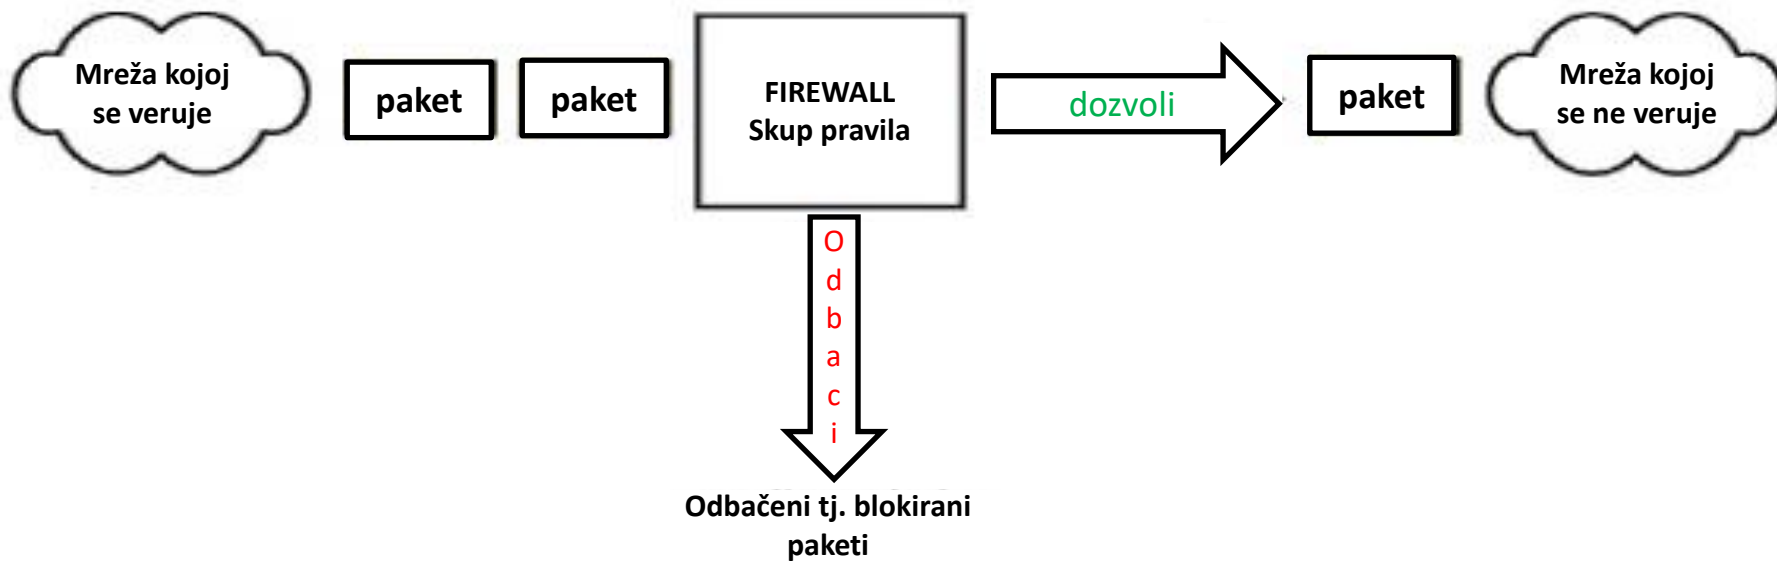 Mreža kojoj
se veruje
paket
paket
FIREWALL
Skup pravila
dozvoli
paket
Mreža kojoj
se ne veruje
O
d
b
a
c
i
Odbačeni tj. blokirani
paketi